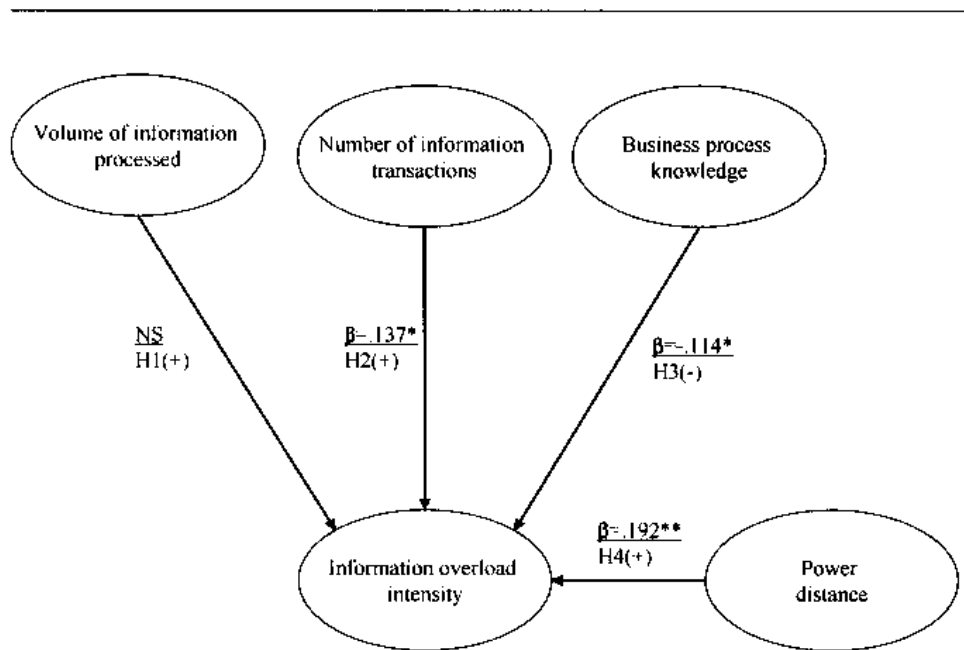 Volume of information
processed
Number of information
transactions
Business process
knowledge
NS
H1(+)
β=.137*
H2(+)
β=-.114*
H3(-)
β=.192**
H4(+)
Information overload
intensity
Power
distance